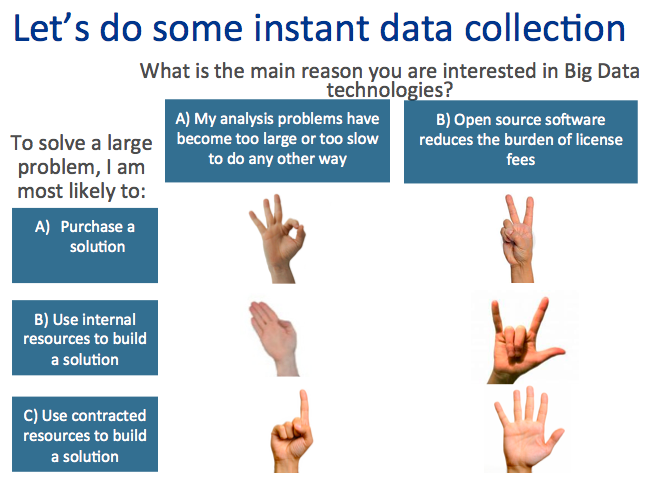 Let’s do some instant data collection
What is the main reason you are interested in Big Data
technologies?
To solve a large
problem, I am
most likely to:
A) My analysis problems have
become too large or too slow
to do any other way
B) Open source software
reduces the burden of license
fees
A) Purchase a
solution
B) Use internal
resources to build
a solution
C) Use contracted
resources to build
a solution